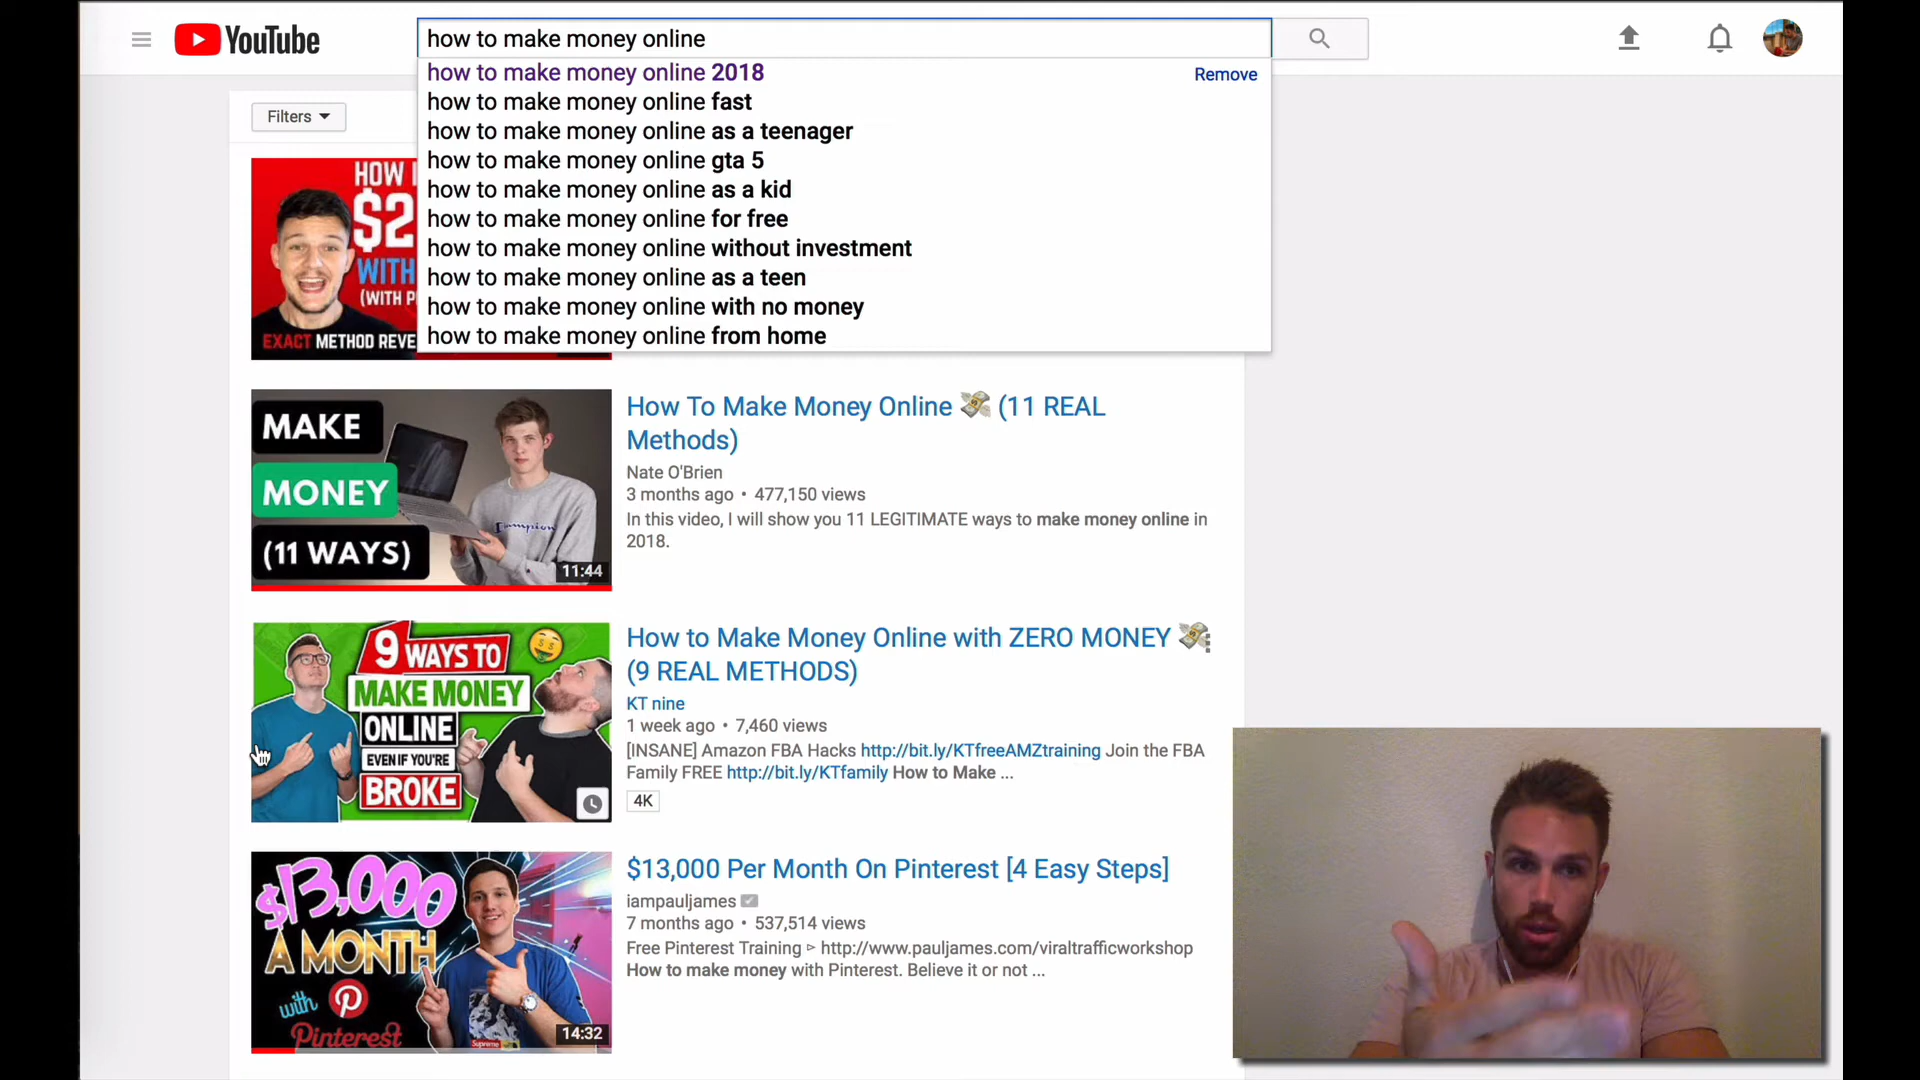 YouTube
how to make money online
how to make money online 2018
Remove
how to make money online fast
how to make money online as a teenager
how to make money online gta 5
how to make money online as a kid
how to make money online for free
how to make money online without investment
how to make money online as a teen
how to make money online with no money
how to make money online from home
Filters
HOW I
$2
WITH
(WITH P
EXACT METHOD REVE
MAKE
MONEY
(11 WAYS)
Champion
11:44
How To Make Money Online 💸 (11 REAL
Methods)
Nate O'Brien
3 months ago • 477,150 views
In this video, I will show you 11 LEGITIMATE ways to make money online in
2018.
9 WAYS TO
MAKE MONEY
ONLINE
EVEN IF YOU'RE
BROKE
How to Make Money Online with ZERO MONEY 💸
(9 REAL METHODS)
KT nine
1 week ago • 7,460 views
[INSANE] Amazon FBA Hacks http://bit.ly/KTfreeAMZtraining Join the FBA
Family FREE http://bit.ly/KTfamily How to Make ...
4K
$13,000
A MONTH
with
Pinterest
Supreme
14:32
$13,000 Per Month On Pinterest [4 Easy Steps]
iampauljames
7 months ago • 537,514 views
Free Pinterest Training ▹ http://www.pauljames.com/viraltrafficworkshop
How to make money with Pinterest. Believe it or not ...